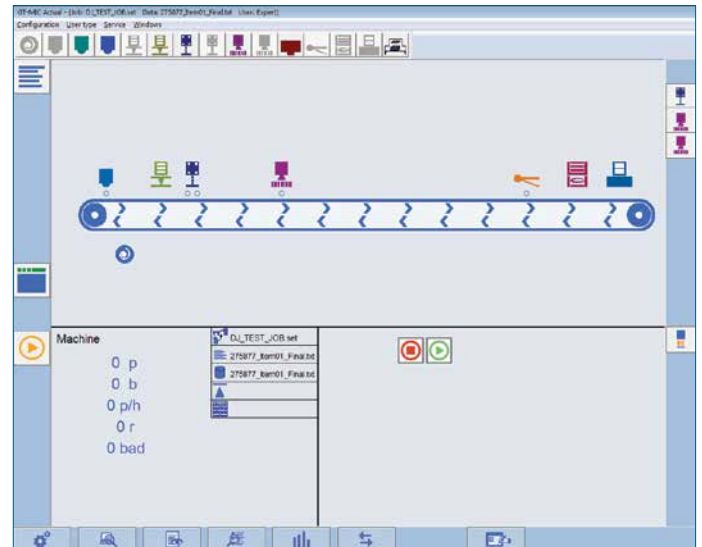 Configuration User type Service Windows
Machine
0 p
0 b
0 p/h
0 r
0 bad
DJ_TEST_JOB.set
275877_Item01_Final.txt
275877_Item01_Final.txt